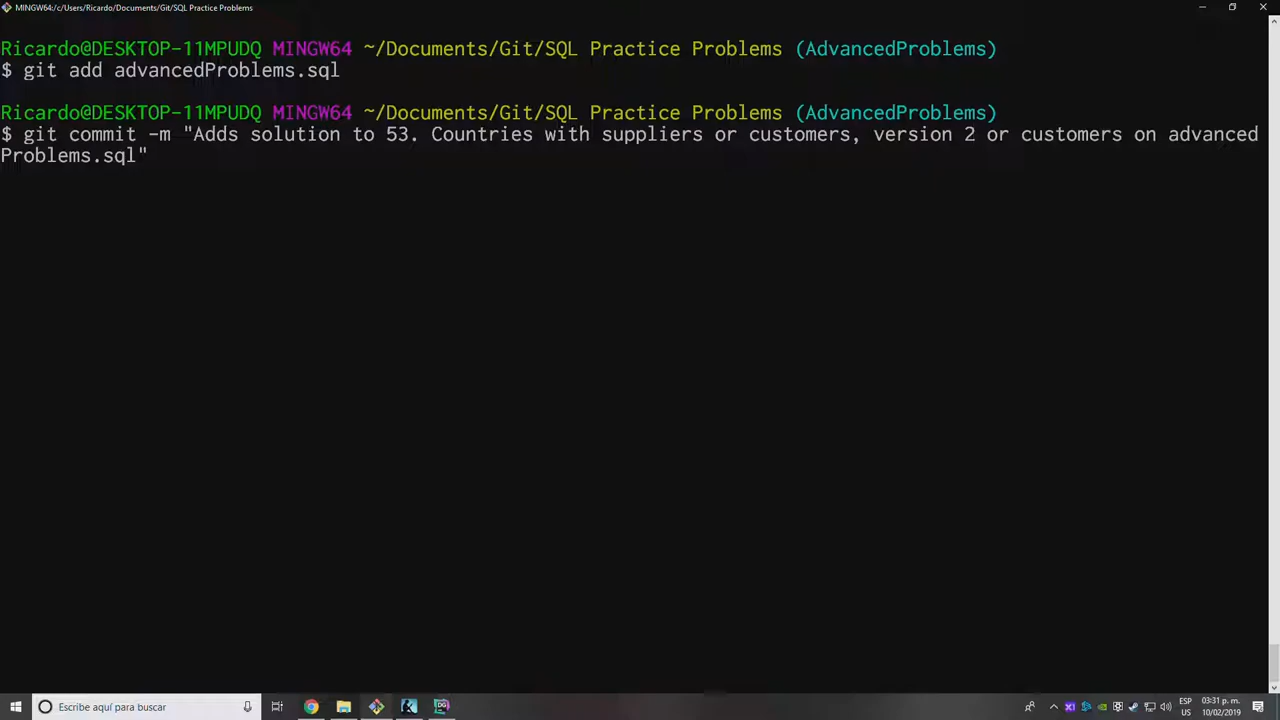 MINGW64:/c/Users/Ricardo/Documents/Git/SQL Practice Problems
Ricardo@DESKTOP-11MPUDQ MINGW64 ~/Documents/Git/SQL Practice Problems (AdvancedProblems)
$ git add advancedProblems.sql
Ricardo@DESKTOP-11MPUDQ MINGW64 ~/Documents/Git/SQL Practice Problems (AdvancedProblems)
$ git commit -m "Adds solution to 53. Countries with suppliers or customers, version 2 or customers on advanced
Problems.sql"
Escribe aquí para buscar
DG
ESP
US
03:31 p. m.
10/02/2019